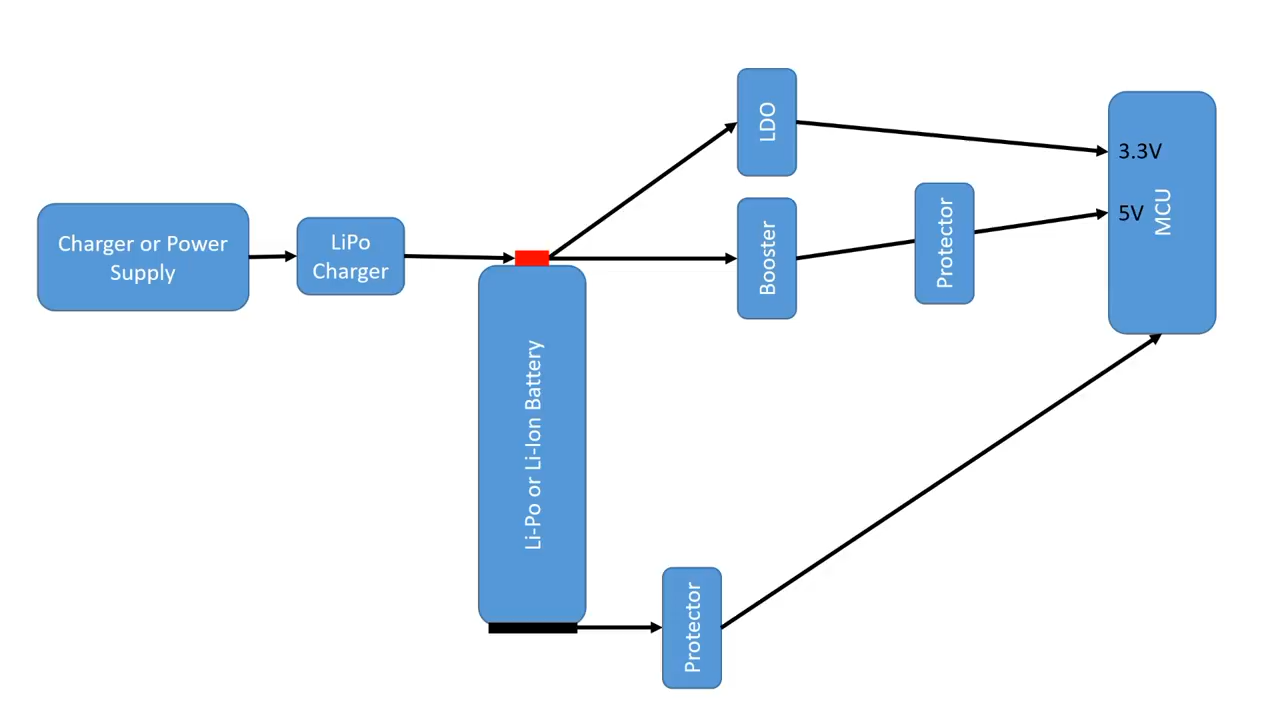 Charger or Power
Supply
LiPo
Charger
Li-Po or Li-Ion Battery
LDO
Booster
Protector
3.3V
5V
MCU
Protector